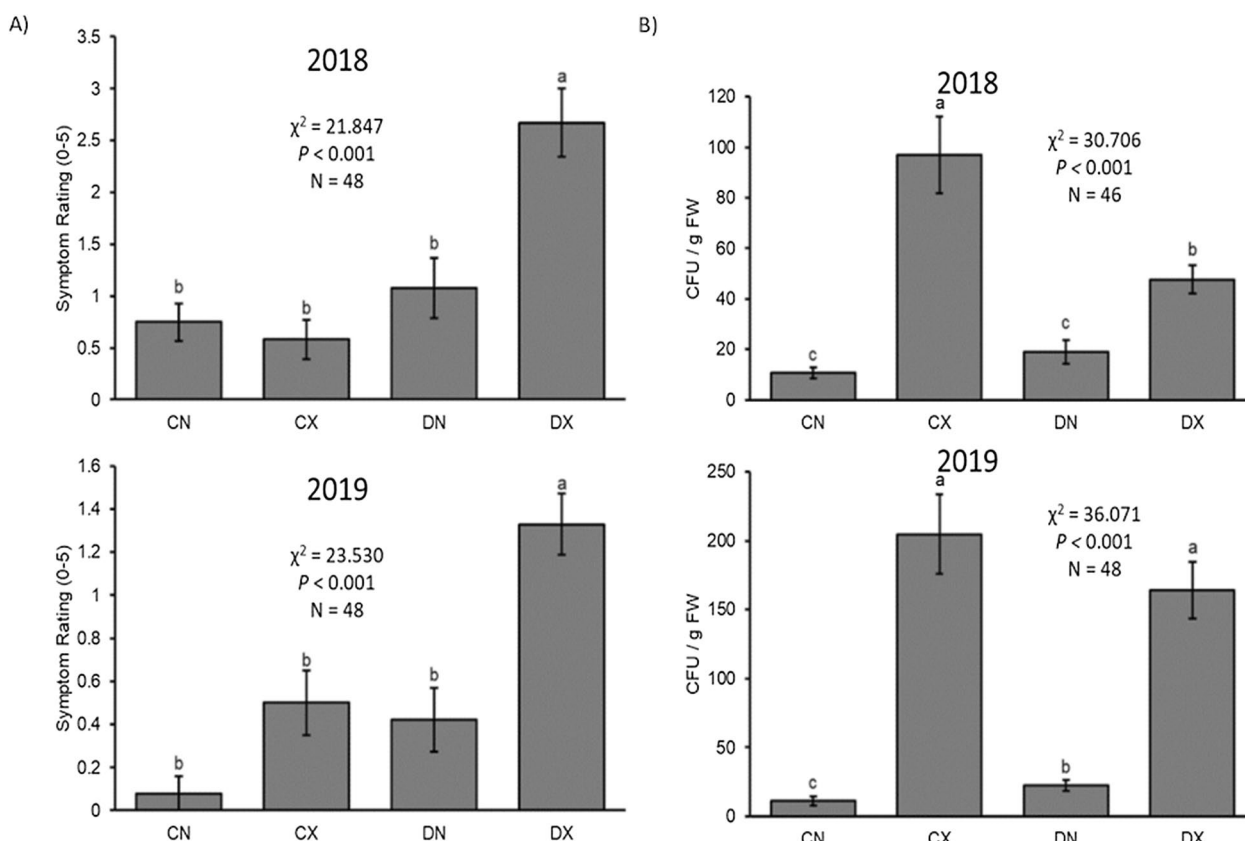 A)
2018
Symptom Rating (0-5)
3.5
3
2.5
2
1.5
1
0.5
0
χ² = 21.847
P < 0.001
N = 48
b
b
b
a
CN CX DN DX
B)
2018
CFU / g FW
120
100
80
60
40
20
0
χ² = 30.706
P < 0.001
N = 46
c
a
c
b
CN CX DN DX
2019
Symptom Rating (0-5)
1.6
1.4
1.2
1
0.8
0.6
0.4
0.2
0
χ² = 23.530
P < 0.001
N = 48
b
b
b
a
CN CX DN DX
2019
CFU / g FW
250
200
150
100
50
0
χ² = 36.071
P < 0.001
N = 48
c
a
b
a
CN CX DN DX